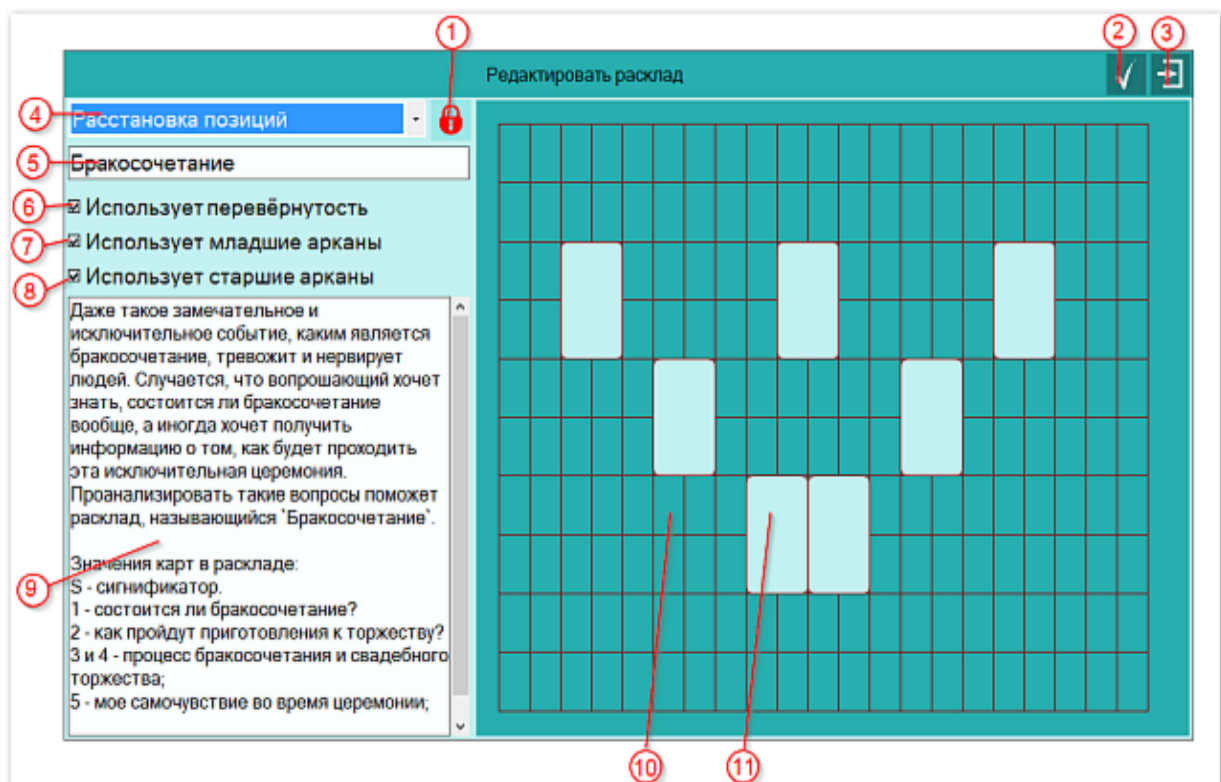 1
2
3
Редактировать расклад
4
Расстановка позиций
5
Бракосочетание
6
Использует перевёрнутость
7
Использует младшие арканы
8
Использует старшие арканы
Даже такое замечательное и
исключительное событие, каким является
бракосочетание, тревожит и нервирует
людей. Случается, что вопрошающий хочет
знать, состоится ли бракосочетание
вообще, а иногда хочет получить
информацию о том, как будет проходить
эта исключительная церемония.
Проанализировать такие вопросы поможет
расклад, называющийся `Бракосочетание`.
Значения карт в раскладе:
9
S - сигнификатор.
1 - состоится ли бракосочетание?
2 - как пройдут приготовления к торжеству?
3 и 4 - процесс бракосочетания и свадебного
торжества;
5 - мое самочувствие во время церемонии;
10
11